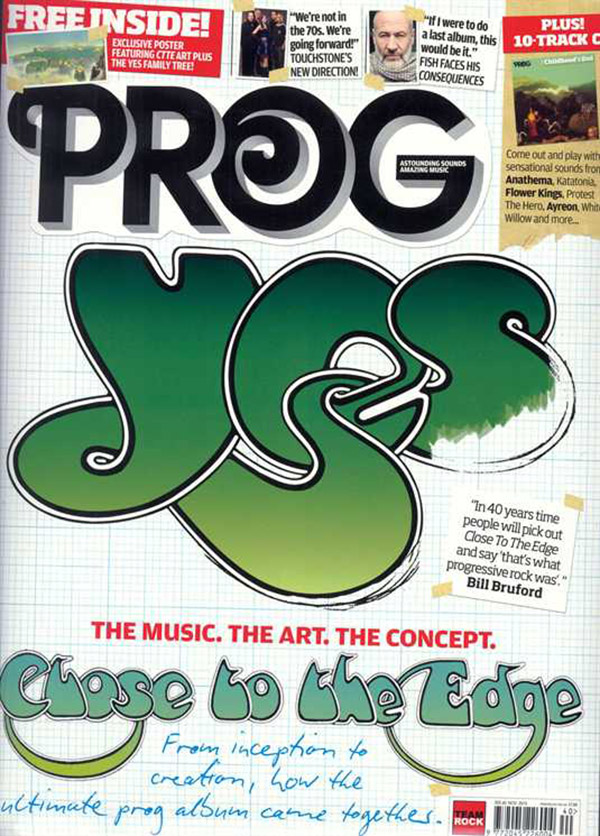 FREE INSIDE!
EXCLUSIVE POSTER
FEATURING CTTE ART PLUS
THE YES FAMILY TREE!
"We're not in
the 70s. We're
going forward!"
TOUCHSTONE'S
NEW DIRECTION!
"If I were to do
a last album, this
would be it."
FISH FACES HIS
CONSEQUENCES
PLUS!
10-TRACK C
PROG
Childhood's End
Come out and play with
sensational sounds from
Anathema, Katatonia,
Flower Kings, Protest
The Hero, Ayreon, White
Willow and more...
PROG
ASTOUNDING SOUNDS
AMAZING MUSIC
yes
"In 40 years time
people will pick out
Close To The Edge
and say 'that's what
progressive rock was'."
Bill Bruford
THE MUSIC. THE ART. THE CONCEPT.
Close to the Edge
From inception to
creation, how the
ultimate prog album came together.
TEAM
ROCK
40>